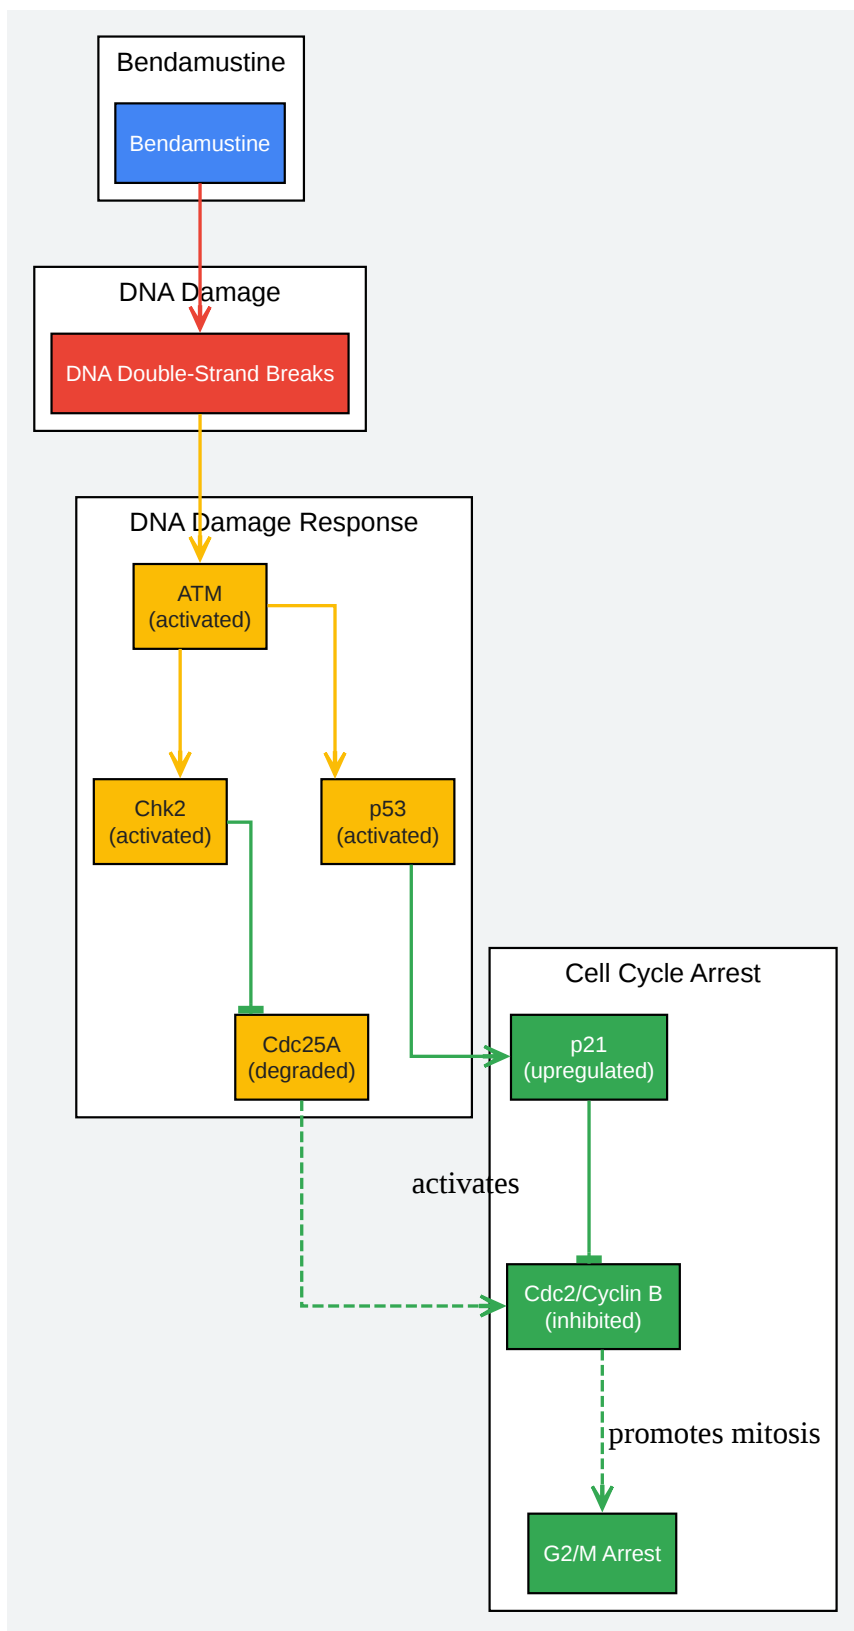 Bendamustine
Bendamustine
DNA Damage
DNA Double-Strand Breaks
DNA Damage Response
ATM
(activated)
Chk2
(activated)
p53
(activated)
Cell Cycle Arrest
Cdc25A
(degraded)
p21
(upregulated)
activates
Cdc2/Cyclin B
(inhibited)
promotes mitosis
G2/M Arrest